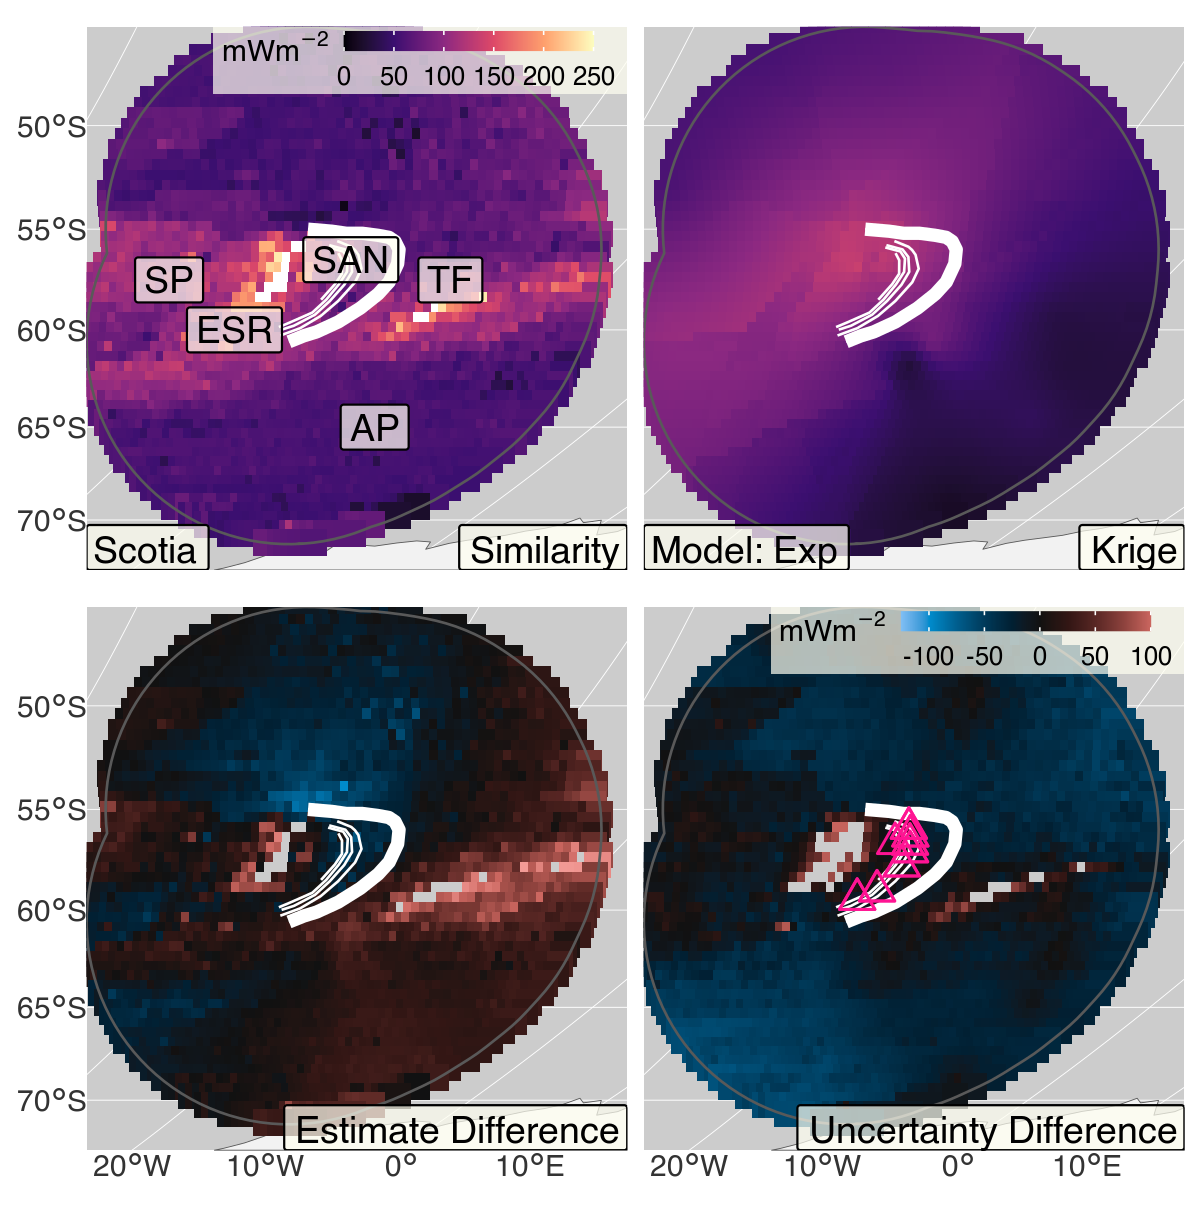 mWm−2
0 50 100 150 200 250
50°S
55°S
60°S
65°S
70°S
SP
SAN
TF
ESR
AP
Scotia
Similarity
Model: Exp
Krige
mWm−2
-100 -50 0 50 100
50°S
55°S
60°S
65°S
70°S
Estimate Difference
Uncertainty Difference
20°W 10°W 0° 10°E
20°W 10°W 0° 10°E